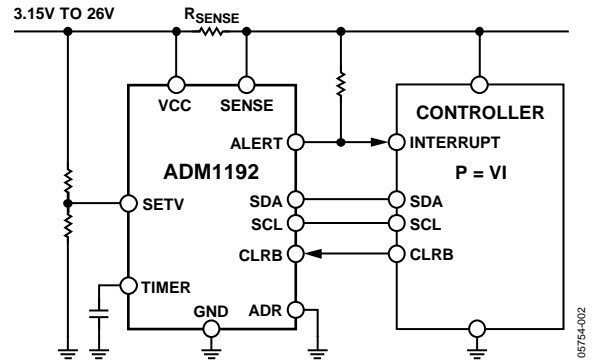 3.15V TO 26V
RSENSE
VCC
SENSE
ALERT
ADM1192
SETV
SDA
SCL
CLRB
TIMER
GND
ADR
CONTROLLER
INTERRUPT
P = VI
SDA
SCL
CLRB
05754-002